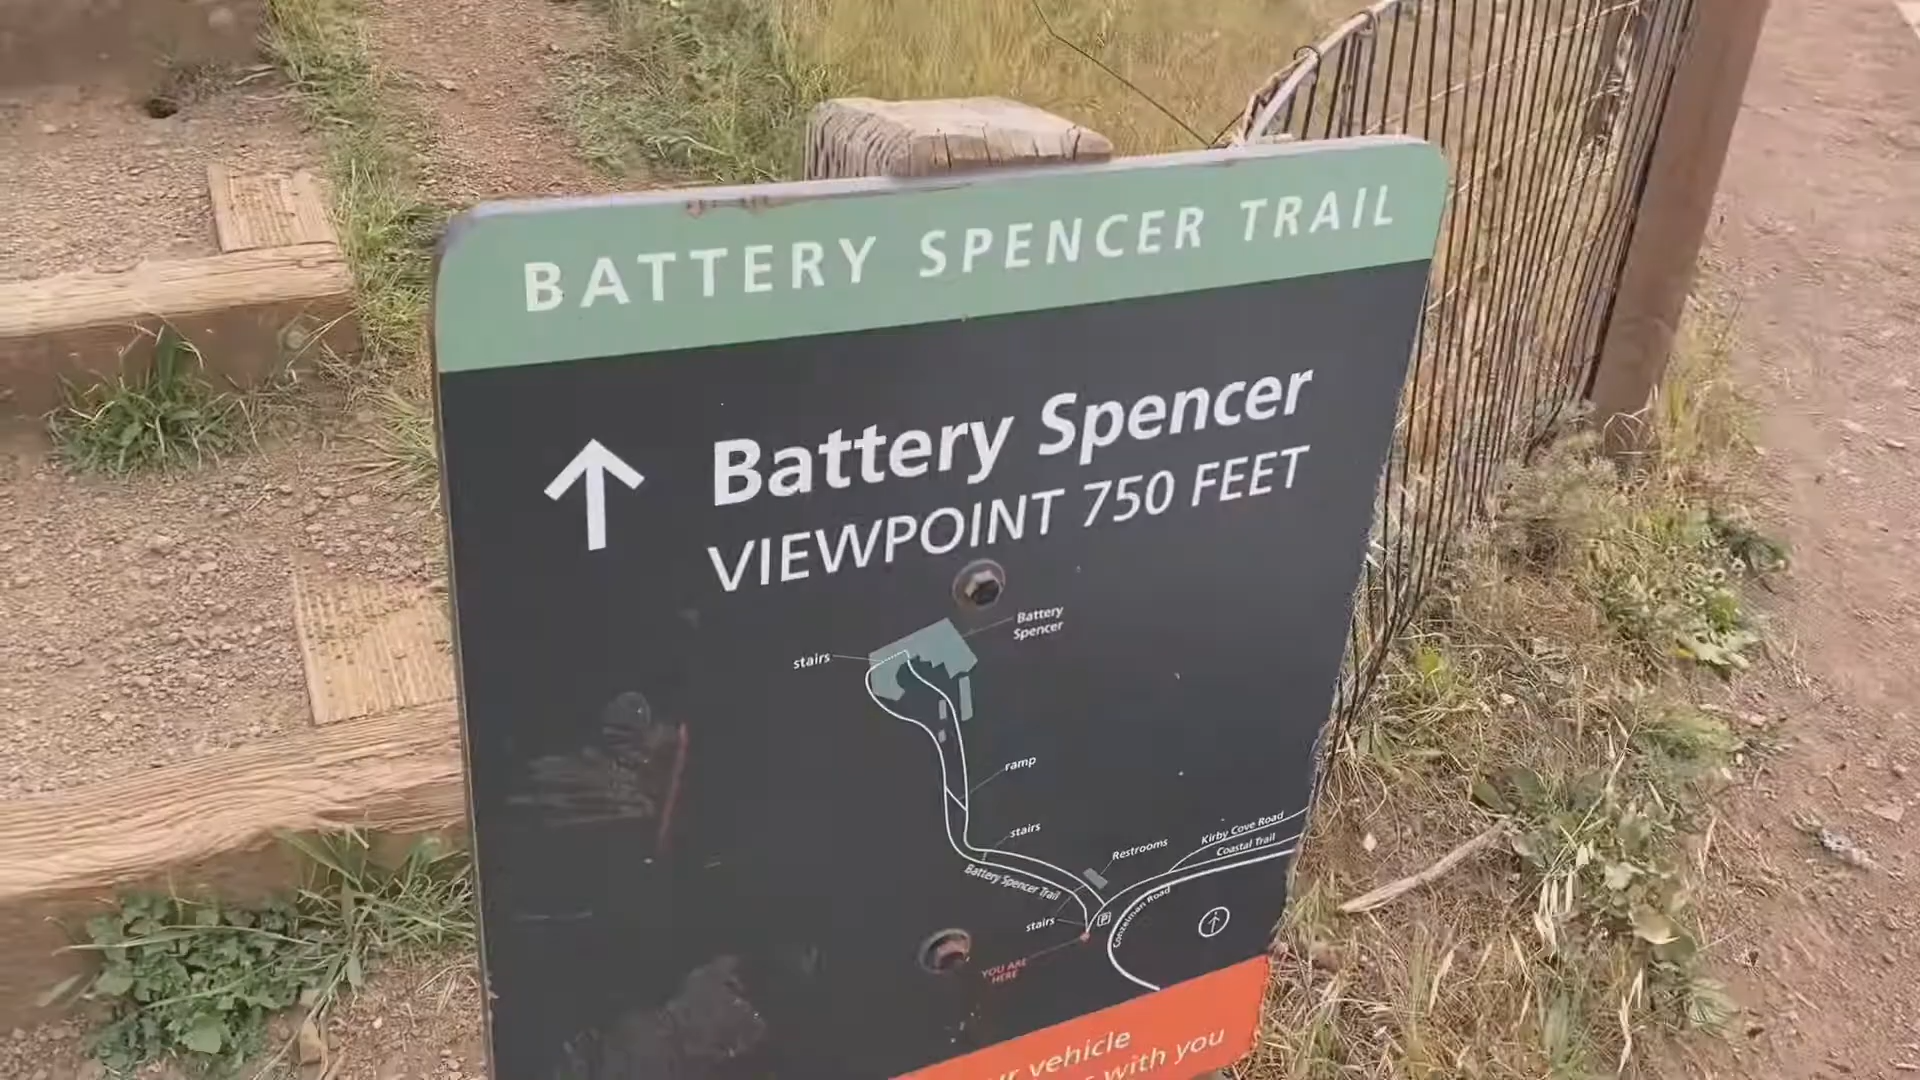 BATTERY SPENCER TRAIL
Battery Spencer
VIEWPOINT 750 FEET
Battery
Spencer
stairs
ramp
stairs
Restrooms
Kirby Cove Road
Coastal Trail
Battery Spencer Trail
P
Conzelman Road
stairs
YOU ARE
HERE
vehicle
with you